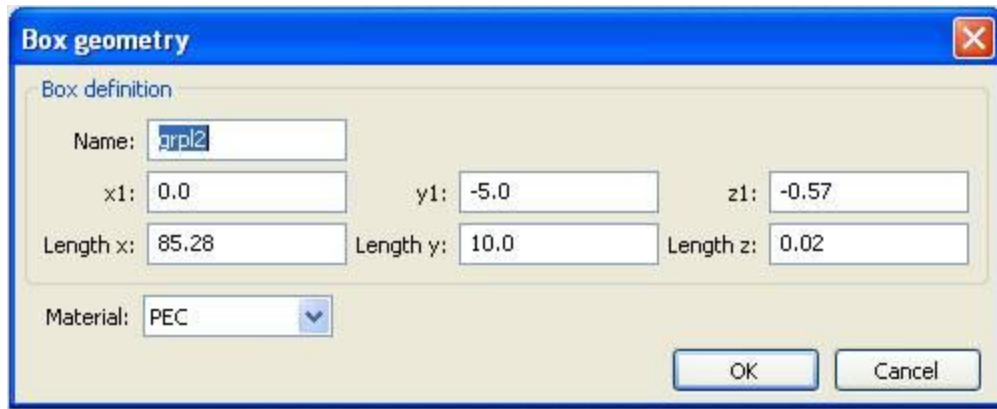 Box geometry
Box definition
Name: grpl2
x1: 0.0 y1: -5.0 z1: -0.57
Length x: 85.28 Length y: 10.0 Length z: 0.02
Material: PEC
OK Cancel